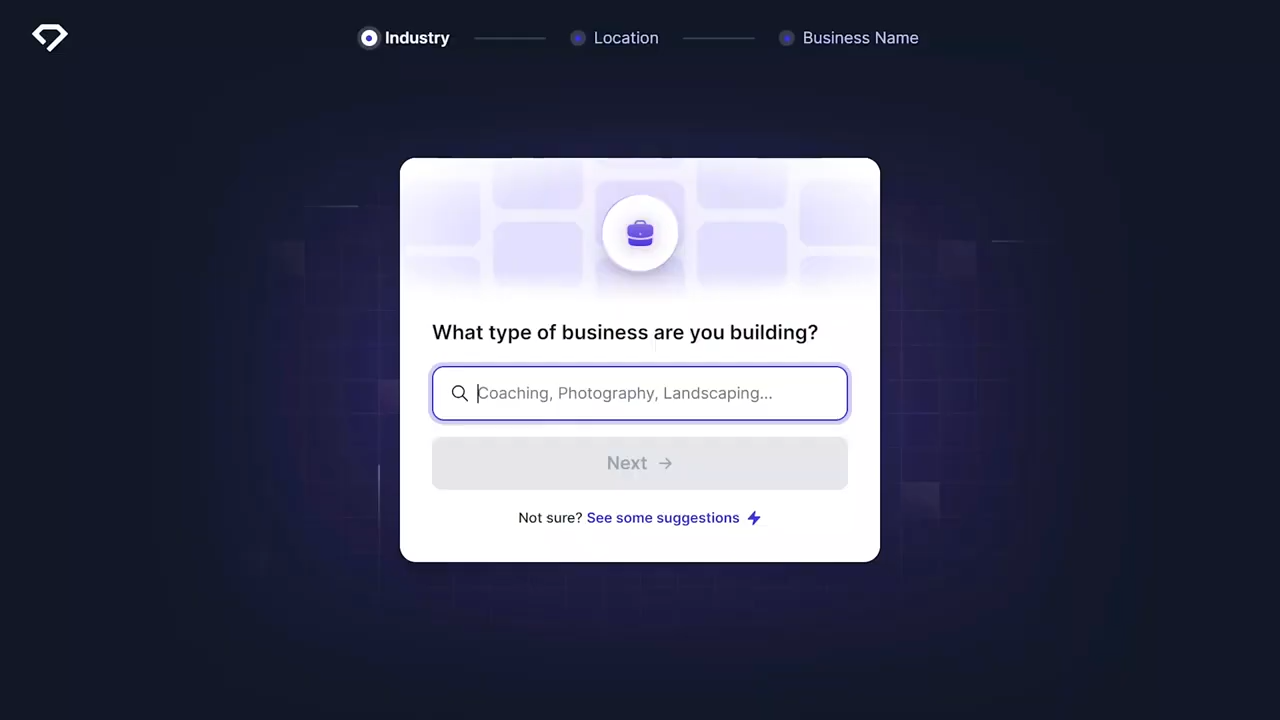 Industry
Location
Business Name
What type of business are you building?
Coaching, Photography, Landscaping...
Next →
Not sure? See some suggestions